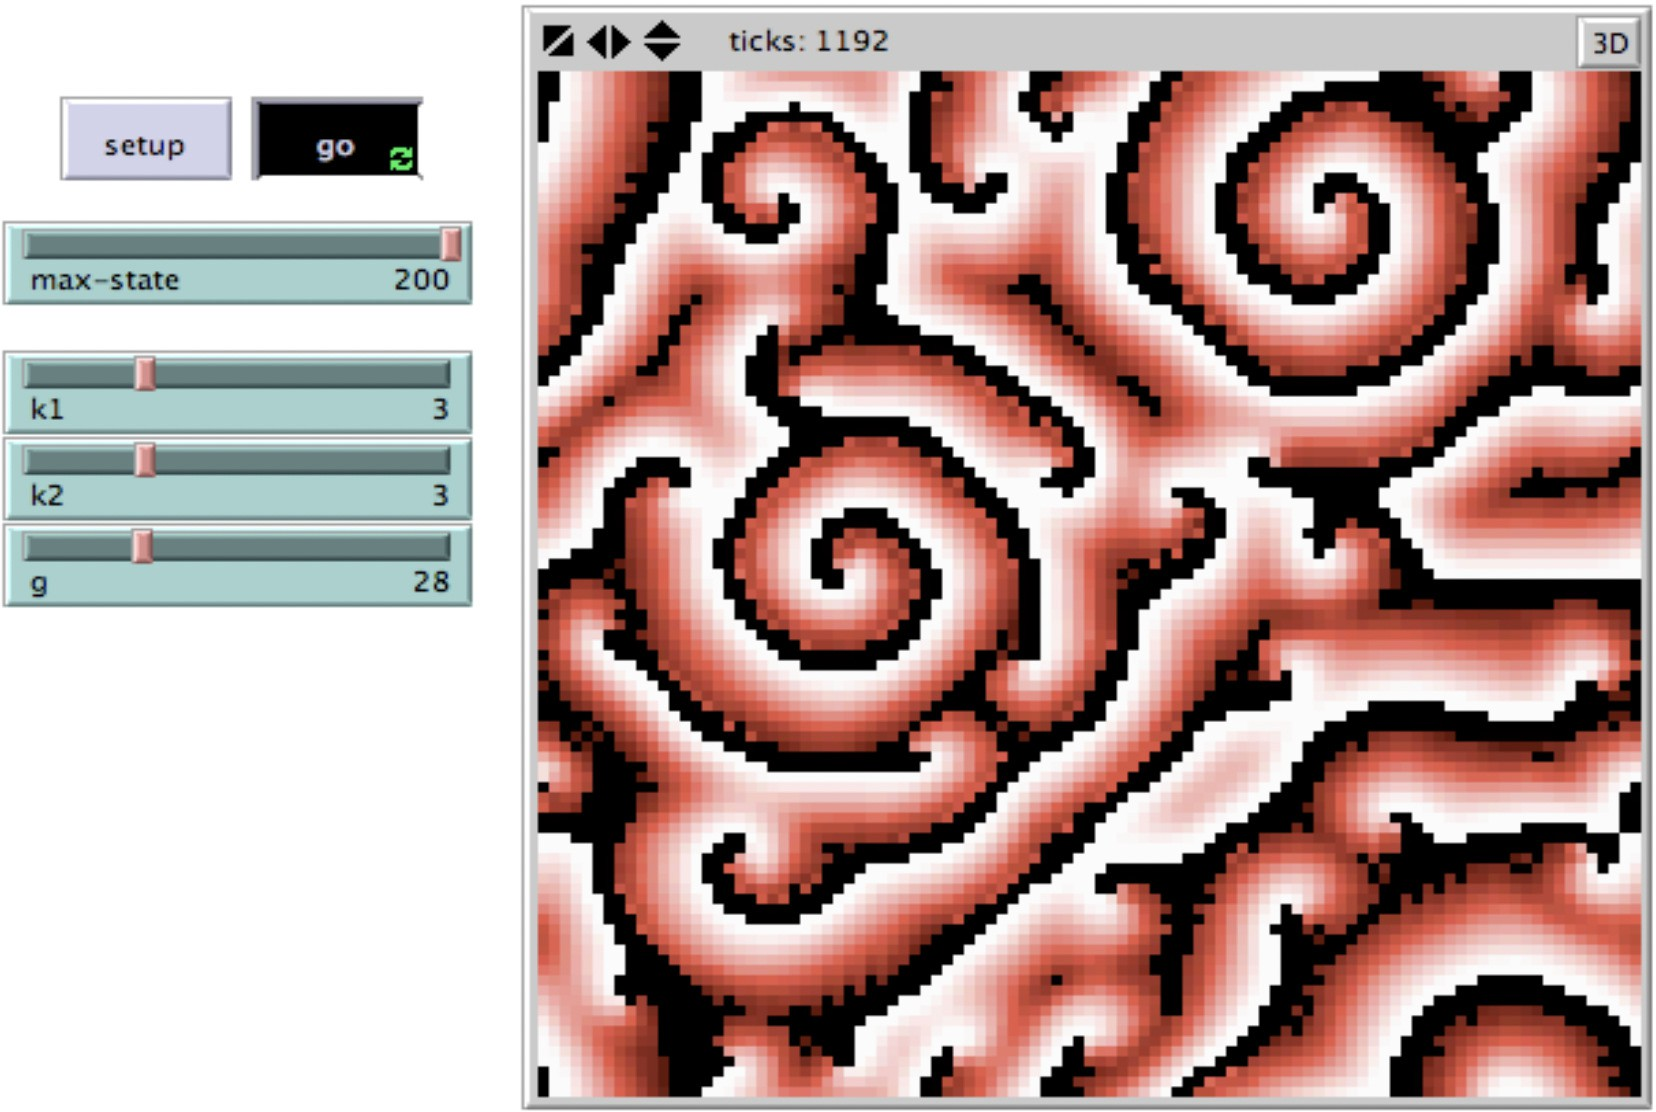 ticks: 1192
3D
setup
go
max-state 200
k1 3
k2 3
g 28